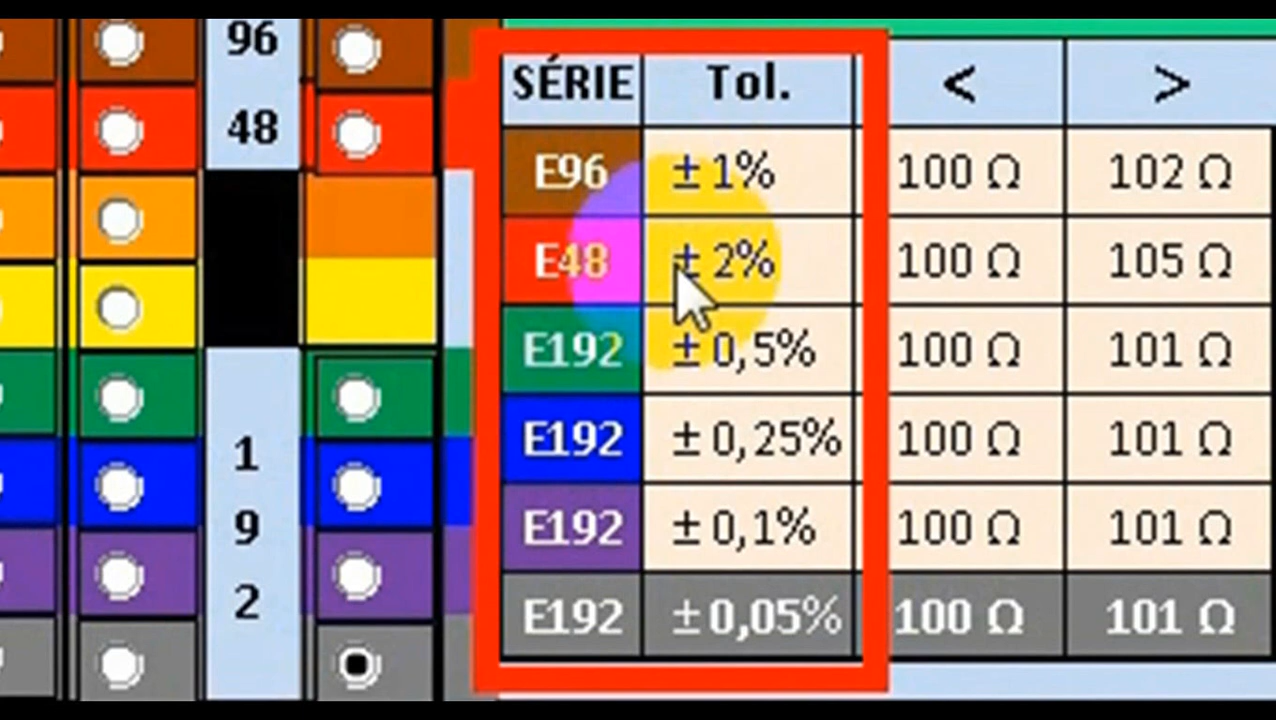 96
48
1
9
2
SÉRIE Tol. < >
E96 ± 1% 100 Ω 102 Ω
E48 ± 2% 100 Ω 105 Ω
E192 ± 0,5% 100 Ω 101 Ω
E192 ± 0,25% 100 Ω 101 Ω
E192 ± 0,1% 100 Ω 101 Ω
E192 ± 0,05% 100 Ω 101 Ω